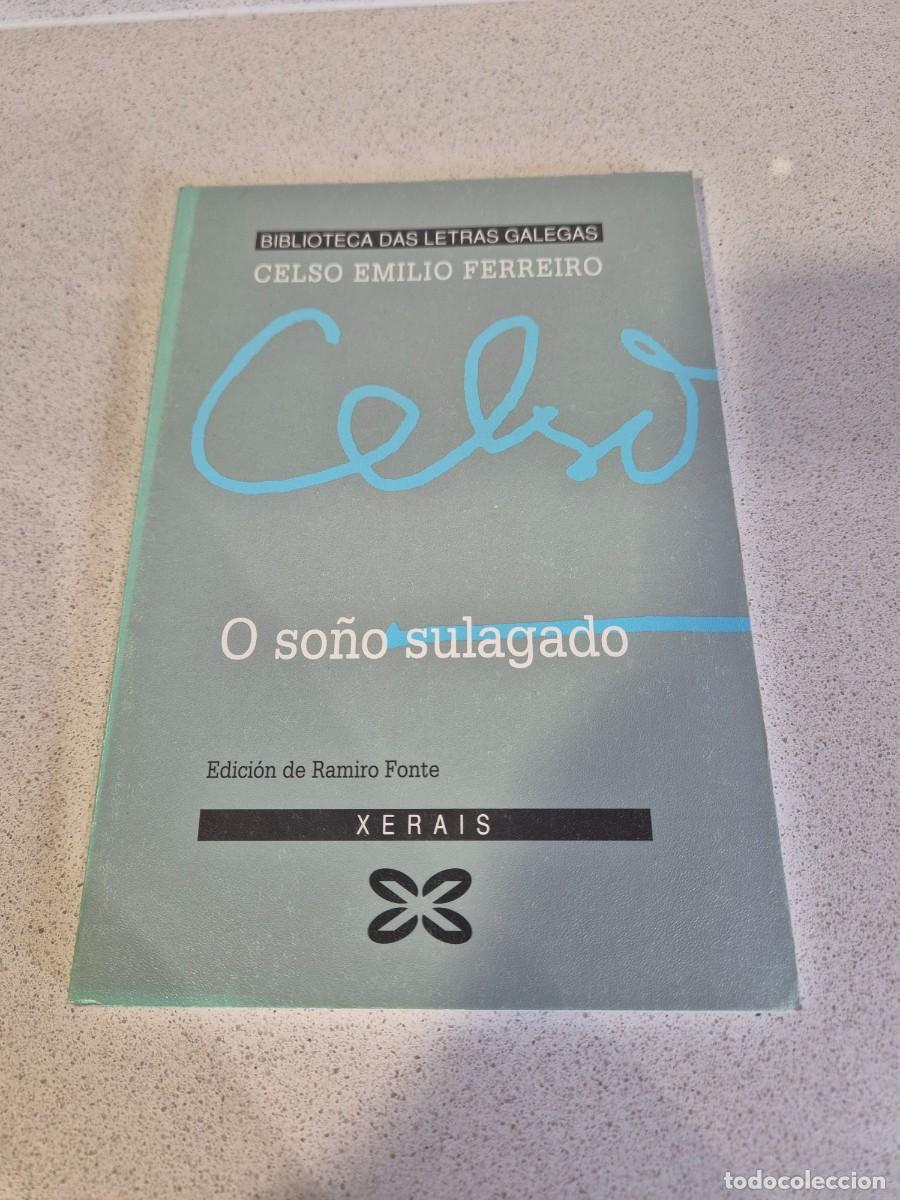 BIBLIOTECA DAS LETRAS GALEGAS
CELSO EMILIO FERREIRO
Celso
O soño sulagado
Edición de Ramiro Fonte
XERAIS
todocoleccion